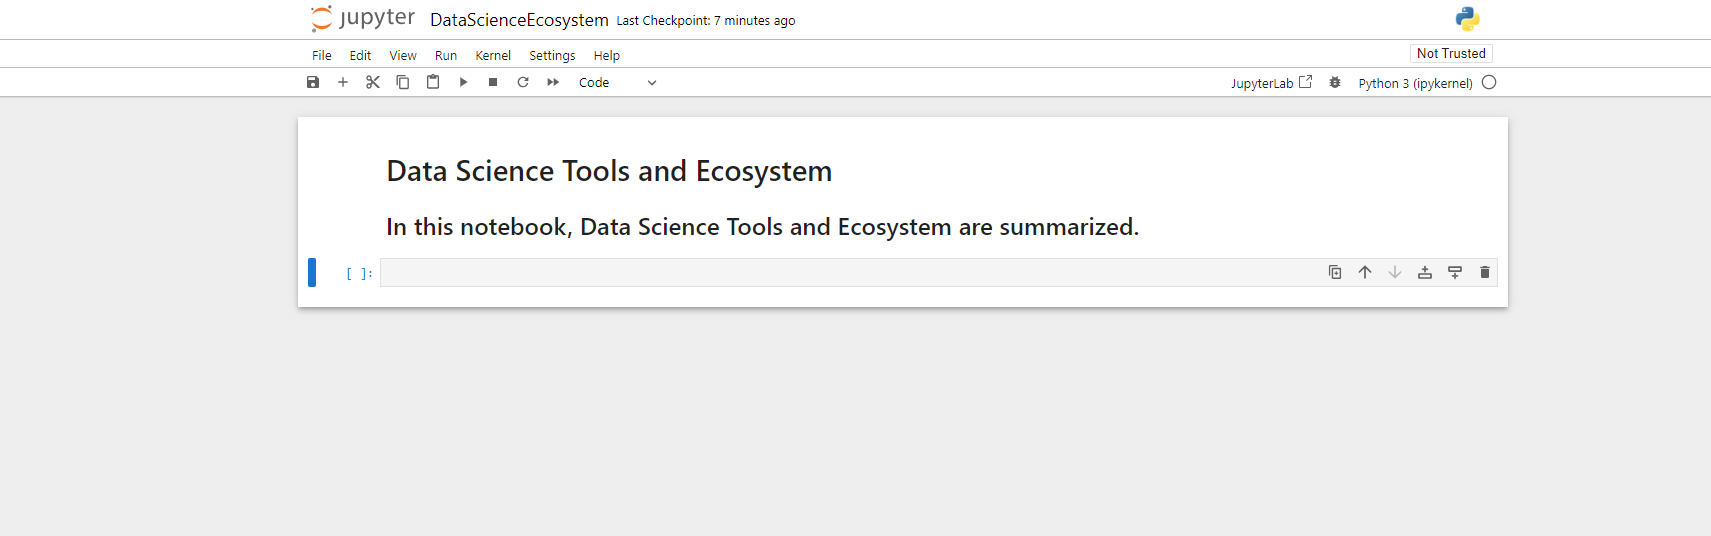 jupyter DataScienceEcosystem Last Checkpoint: 7 minutes ago
File Edit View Run Kernel Settings Help Not Trusted
Code JupyterLab Python 3 (ipykernel)
Data Science Tools and Ecosystem
In this notebook, Data Science Tools and Ecosystem are summarized.
[ ]: